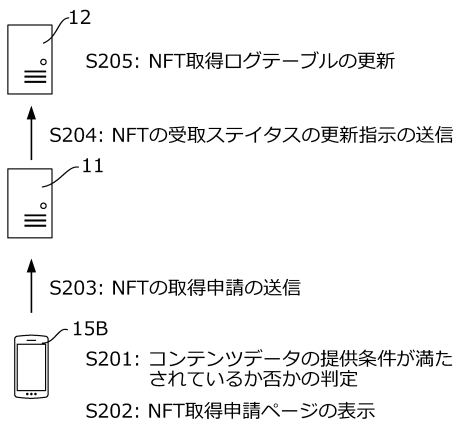 12
S205: NFT取得ログテーブルの更新
S204: NFTの受取ステイタスの更新指示の送信
11
S203: NFTの取得申請の送信
15B
S201: コンテンツデータの提供条件が満た
されているか否かの判定
S202: NFT取得申請ページの表示